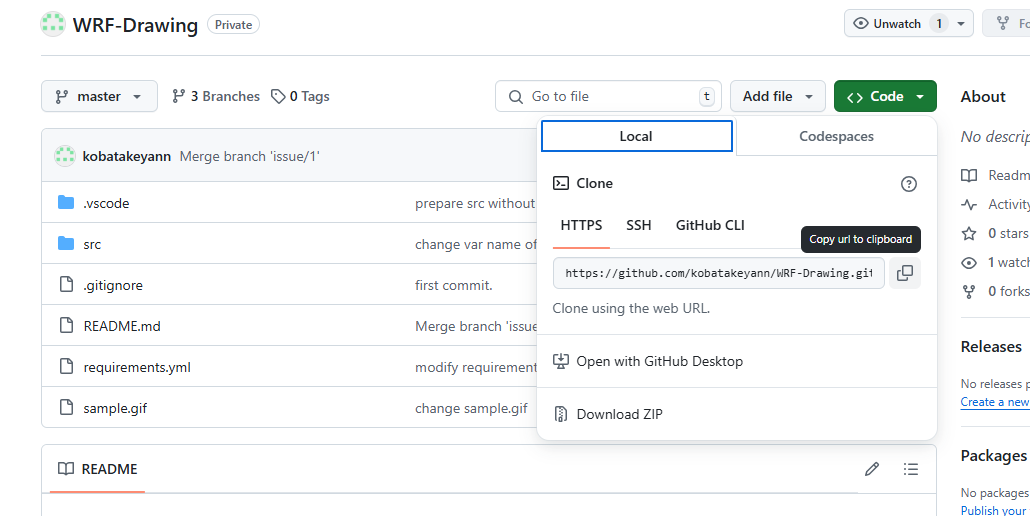 WRF-Drawing Private
Unwatch 1
Fo
master 3 Branches 0 Tags
Go to file t
Add file
Code
About
Local Codespaces
No descrip
kobatakeyann Merge branch 'issue/1'
Clone
Readm
.vscode prepare src without
Activity
HTTPS SSH GitHub CLI
0 stars
Copy url to clipboard
src change var name of
1 watch
https://github.com/kobatakeyann/WRF-Drawing.git
.gitignore first commit.
0 forks
Clone using the web URL.
README.md Merge branch 'issue
Releases
requirements.yml modify requirement
Open with GitHub Desktop
No releases p
Create a new
sample.gif change sample.gif
Download ZIP
Packages
README
No packages
Publish your